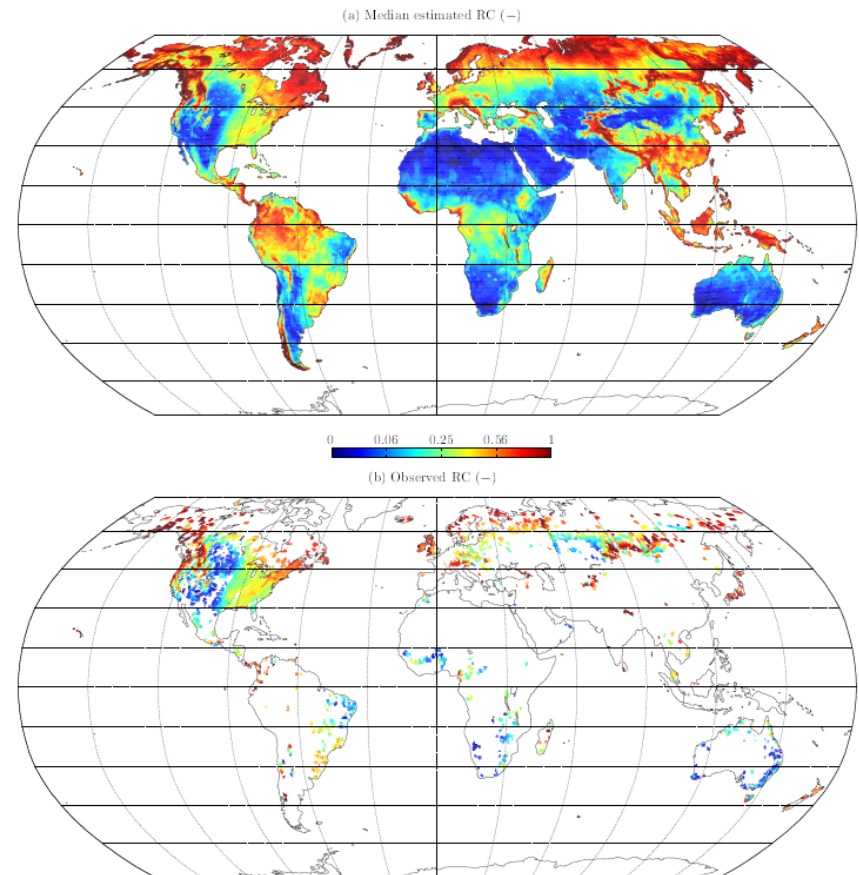 (a) Median estimated RC (−)
0 0.06 0.25 0.56 1
(b) Observed RC (−)